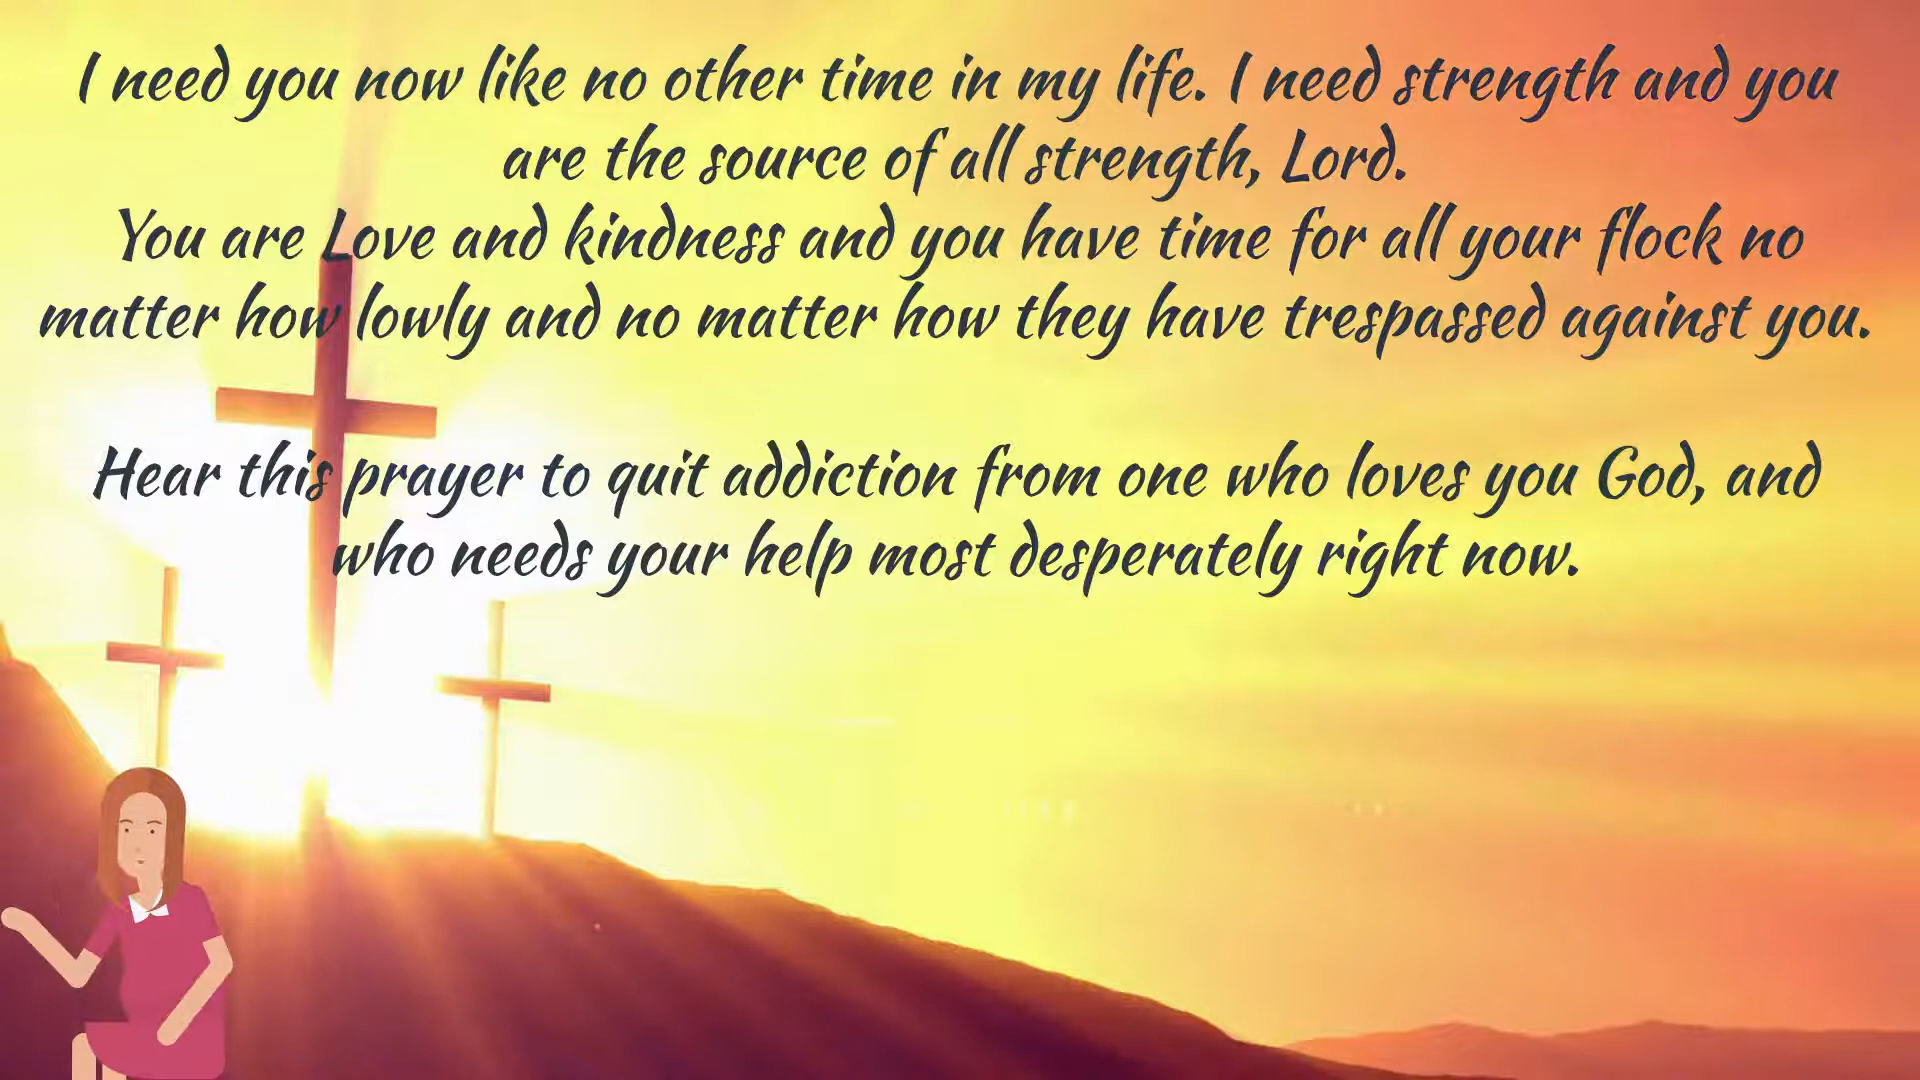 I need you now like no other time in my life. I need strength and you
are the source of all strength, Lord.
You are Love and kindness and you have time for all your flock no
matter how lowly and no matter how they have trespassed against you.
Hear this prayer to quit addiction from one who loves you God, and
who needs your help most desperately right now.